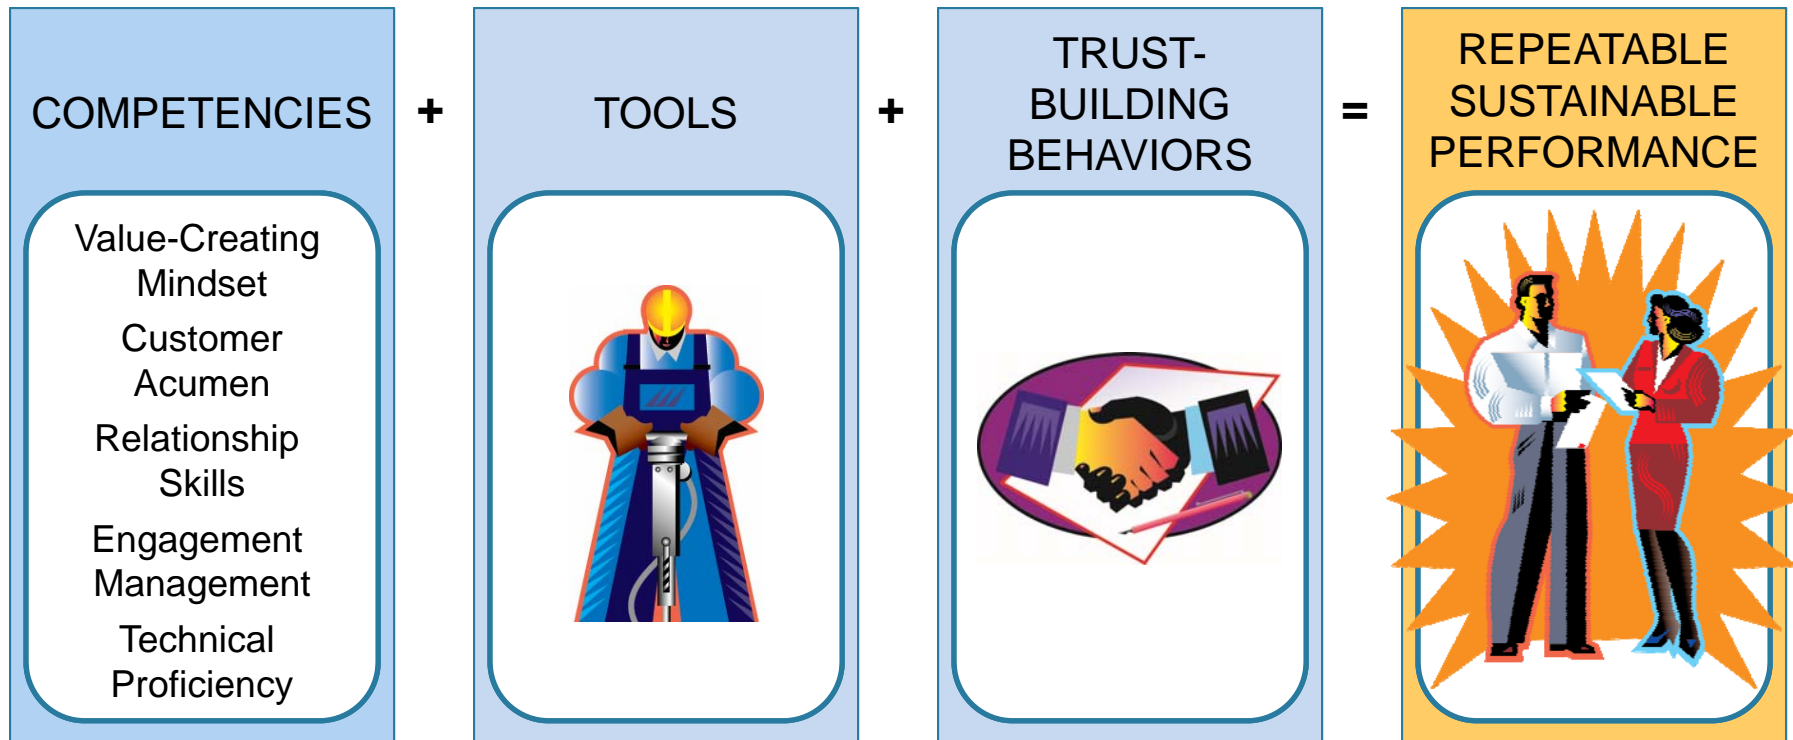 COMPETENCIES
+
TOOLS
+
TRUST-
BUILDING
BEHAVIORS
=
REPEATABLE
SUSTAINABLE
PERFORMANCE
Value-Creating
Mindset
Customer
Acumen
Relationship
Skills
Engagement
Management
Technical
Proficiency